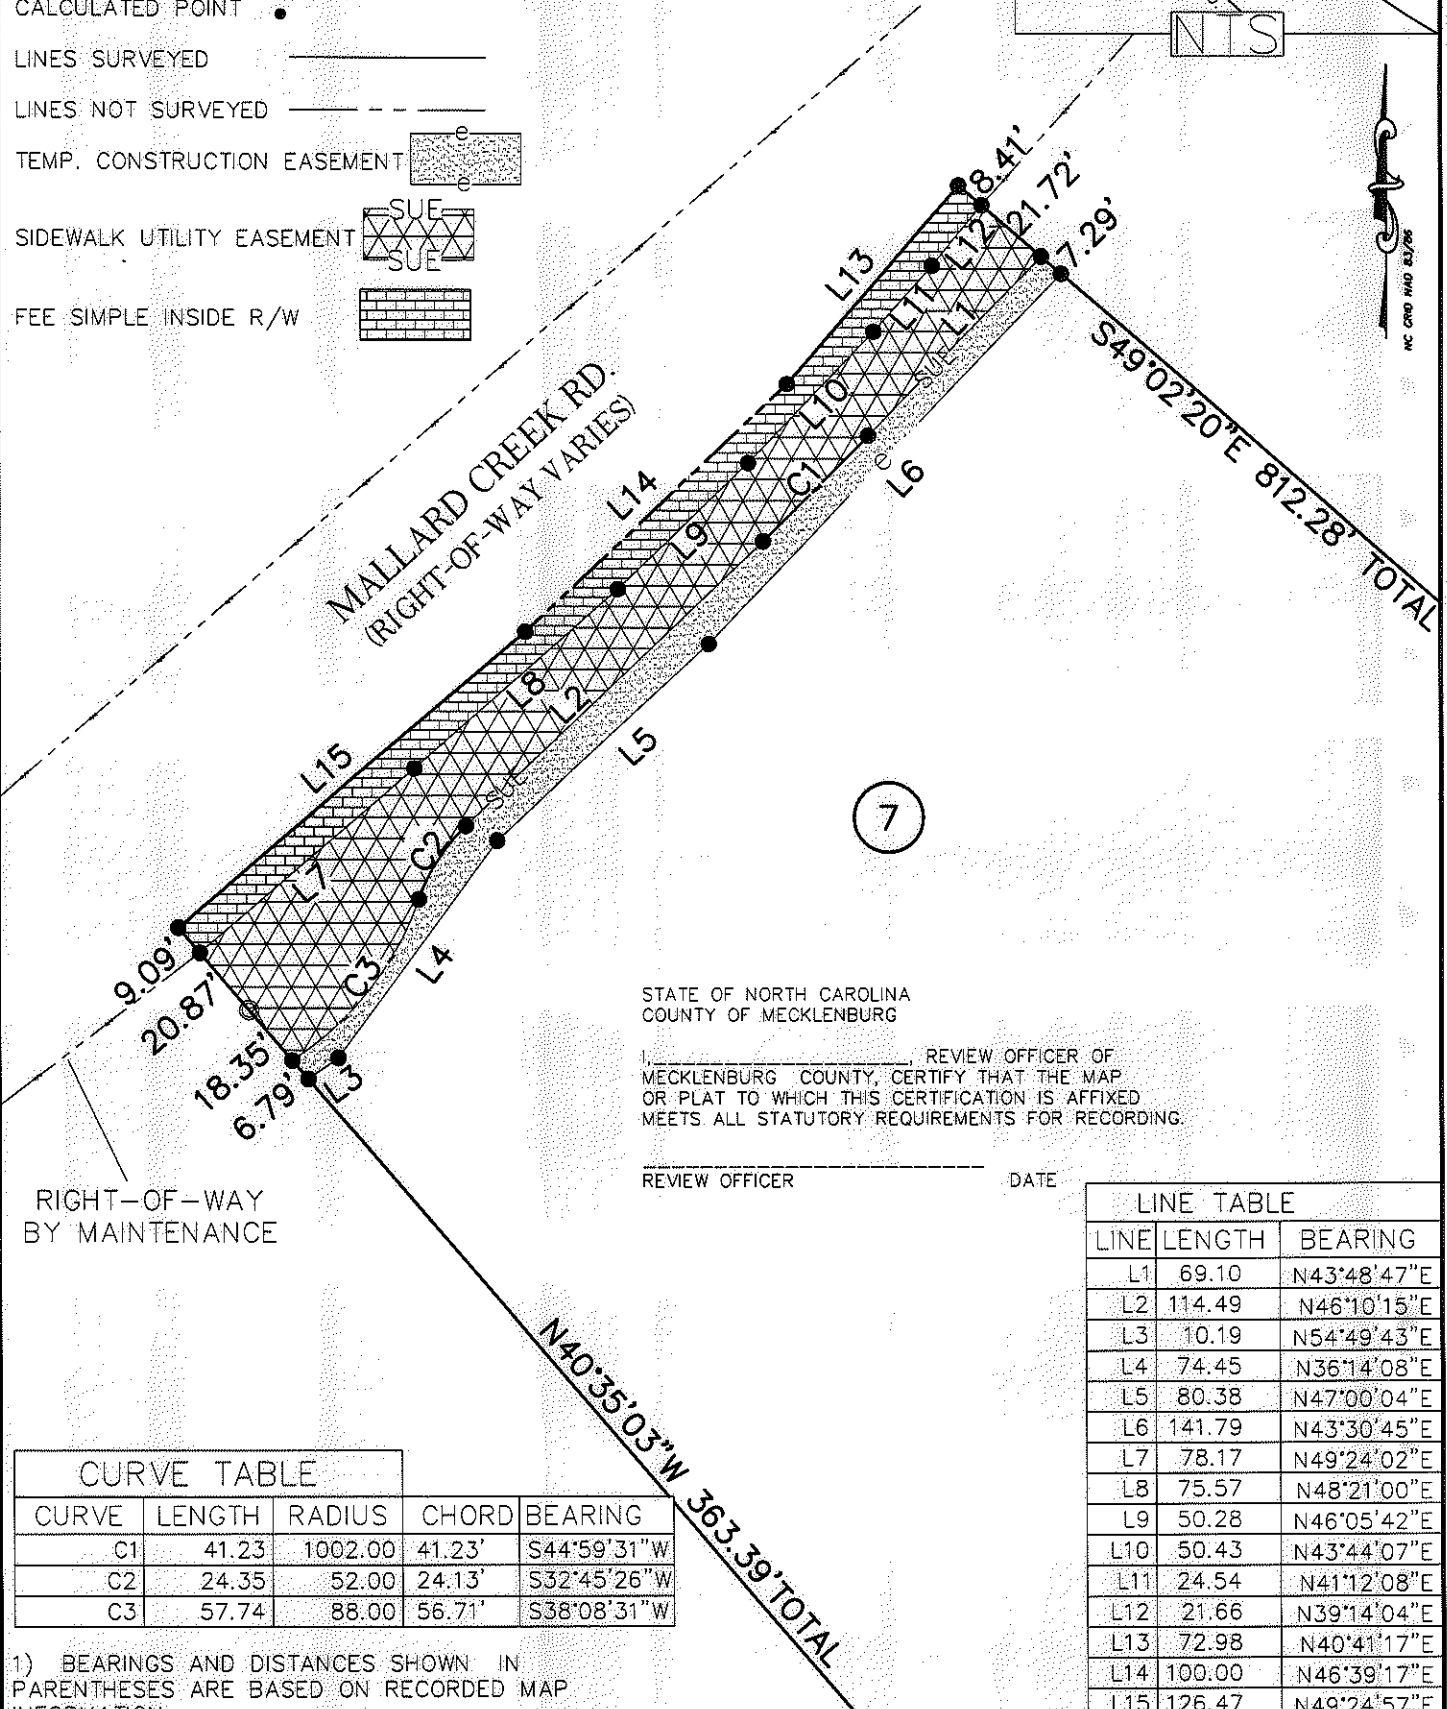 CALCULATED POINT
LINES SURVEYED
LINES NOT SURVEYED
TEMP. CONSTRUCTION EASEMENT
e
e
SIDEWALK UTILITY EASEMENT
SUE
SUE
FEE SIMPLE INSIDE R/W
NTS
NC GRID NAD 83/86
MALLARD CREEK RD.
(RIGHT-OF-WAY VARIES)
8.41'
21.72'
7.29'
S49°02'20"E 812.28' TOTAL
L13
L12
L11
L1
SUE
L10
C1
e
L6
L14
L9
L8
L2
L5
SUE
L15
C2
L7
C3
L4
L3
7
9.09'
20.87'
18.35'
6.79'
RIGHT-OF-WAY
BY MAINTENANCE
N40°35'03"W 363.39' TOTAL
STATE OF NORTH CAROLINA
COUNTY OF MECKLENBURG
I,____________________, REVIEW OFFICER OF
MECKLENBURG COUNTY, CERTIFY THAT THE MAP
OR PLAT TO WHICH THIS CERTIFICATION IS AFFIXED
MEETS ALL STATUTORY REQUIREMENTS FOR RECORDING.
REVIEW OFFICER DATE
LINE TABLE
LINE LENGTH BEARING
L1 69.10 N43°48'47"E
L2 114.49 N46°10'15"E
L3 10.19 N54°49'43"E
L4 74.45 N36°14'08"E
L5 80.38 N47°00'04"E
L6 141.79 N43°30'45"E
L7 78.17 N49°24'02"E
L8 75.57 N48°21'00"E
L9 50.28 N46°05'42"E
L10 50.43 N43°44'07"E
L11 24.54 N41°12'08"E
L12 21.66 N39°14'04"E
L13 72.98 N40°41'17"E
L14 100.00 N46°39'17"E
L15 126.47 N49°24'57"E
CURVE TABLE
CURVE LENGTH RADIUS CHORD BEARING
C1 41.23 1002.00 41.23' S44°59'31"W
C2 24.35 52.00 24.13' S32°45'26"W
C3 57.74 88.00 56.71' S38°08'31"W
1) BEARINGS AND DISTANCES SHOWN IN
PARENTHESES ARE BASED ON RECORDED MAP